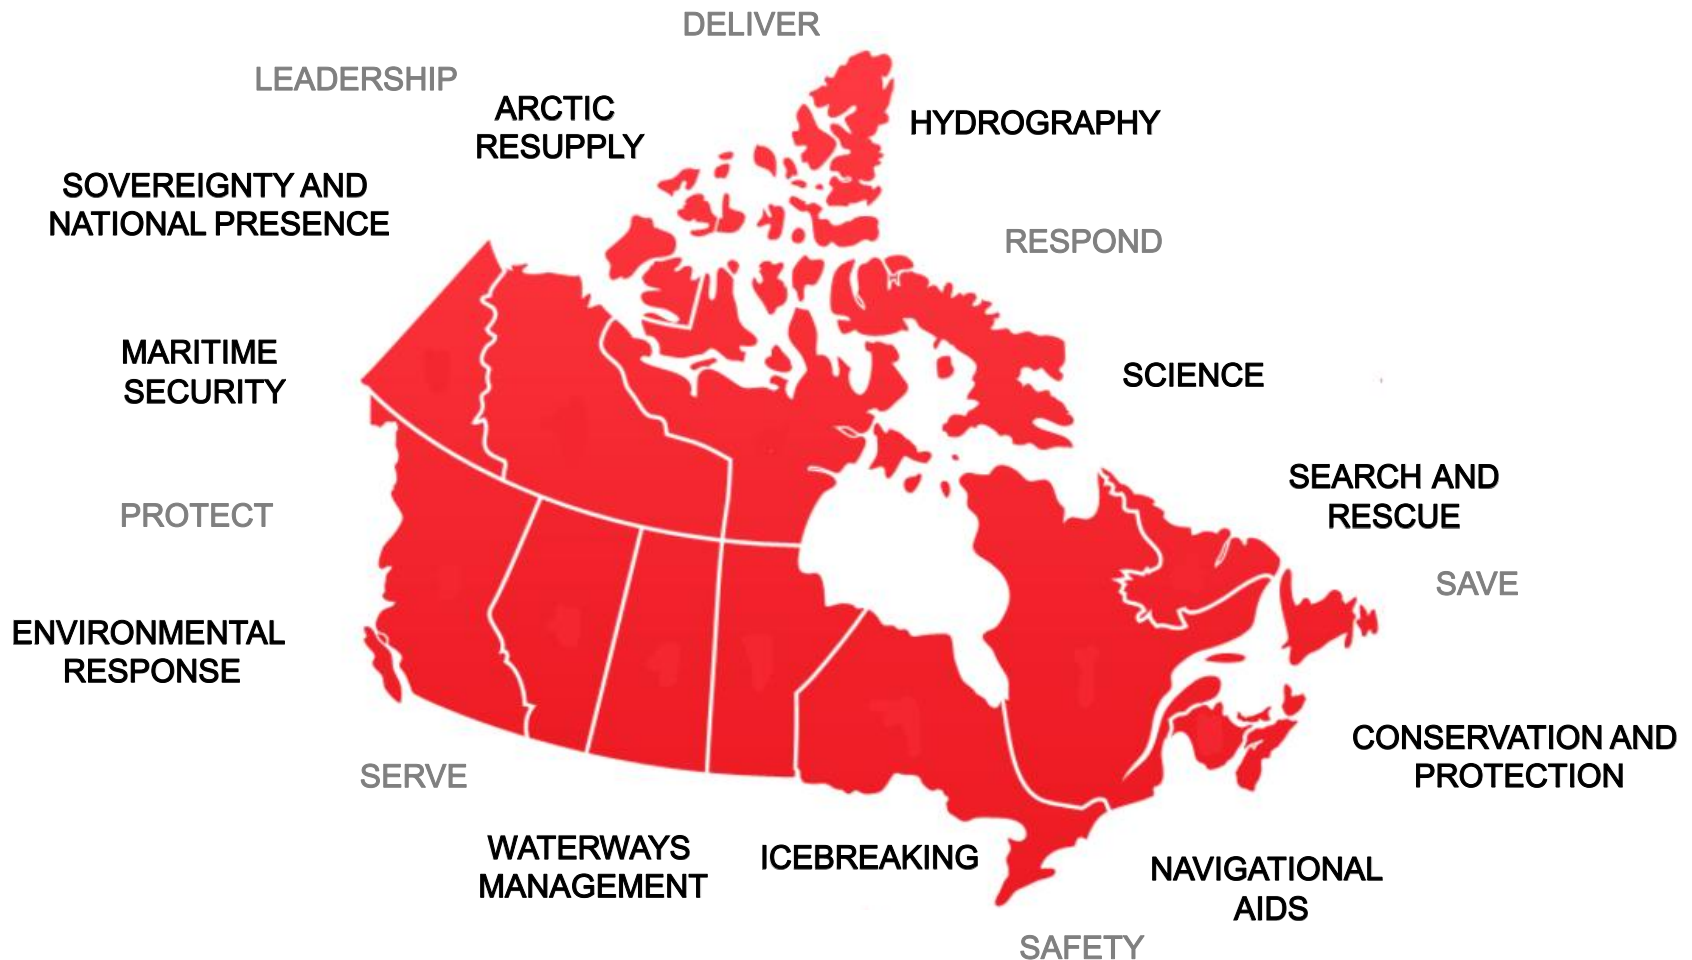 DELIVER
LEADERSHIP
ARCTIC
RESUPPLY
HYDROGRAPHY
SOVEREIGNTY AND
NATIONAL PRESENCE
RESPOND
MARITIME
SECURITY
SCIENCE
SEARCH AND
RESCUE
PROTECT
SAVE
ENVIRONMENTAL
RESPONSE
CONSERVATION AND
PROTECTION
SERVE
WATERWAYS
MANAGEMENT
ICEBREAKING
NAVIGATIONAL
AIDS
SAFETY